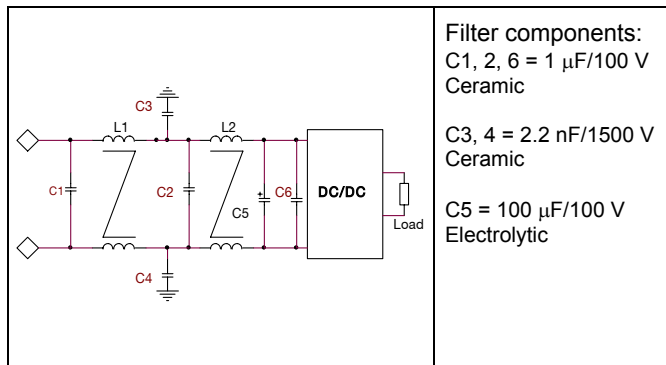 C3
L1
L2
C1
C2
C5
C6
DC/DC
Load
C4
+
Filter components:
C1, 2, 6 = 1 μF/100 V
Ceramic
C3, 4 = 2.2 nF/1500 V
Ceramic
C5 = 100 μF/100 V
Electrolytic